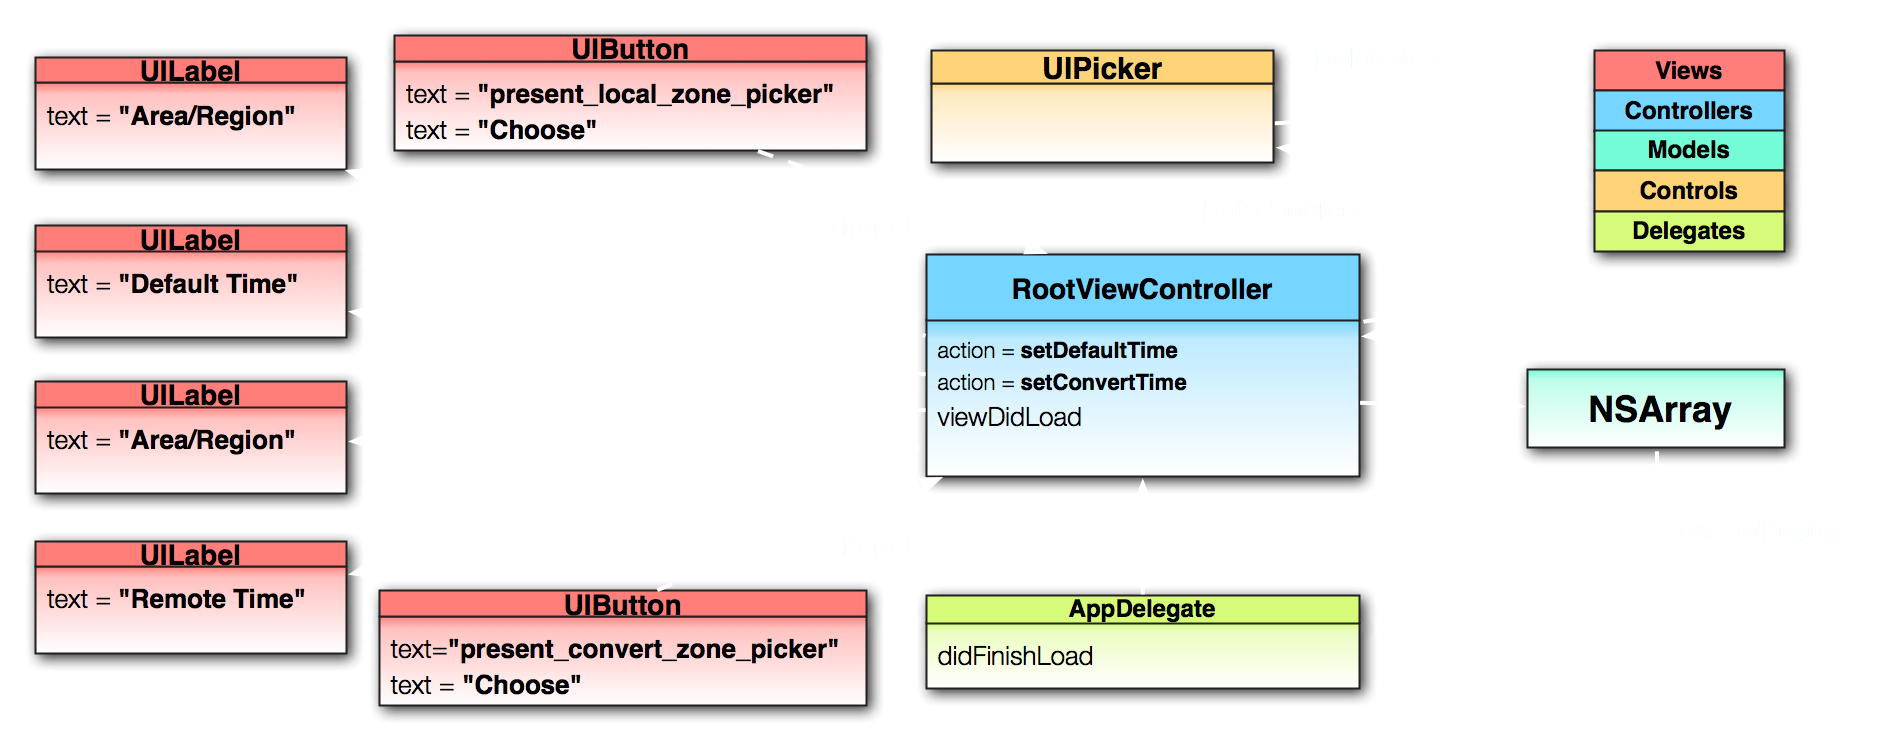 UILabel
text = "Area/Region"
UIButton
text = "present_local_zone_picker"
text = "Choose"
UIPicker
Views
Controllers
Models
Controls
Delegates
UILabel
text = "Default Time"
RootViewController
action = setDefaultTime
action = setConvertTime
viewDidLoad
UILabel
text = "Area/Region"
NSArray
UILabel
text = "Remote Time"
UIButton
text="present_convert_zone_picker"
text = "Choose"
AppDelegate
didFinishLoad